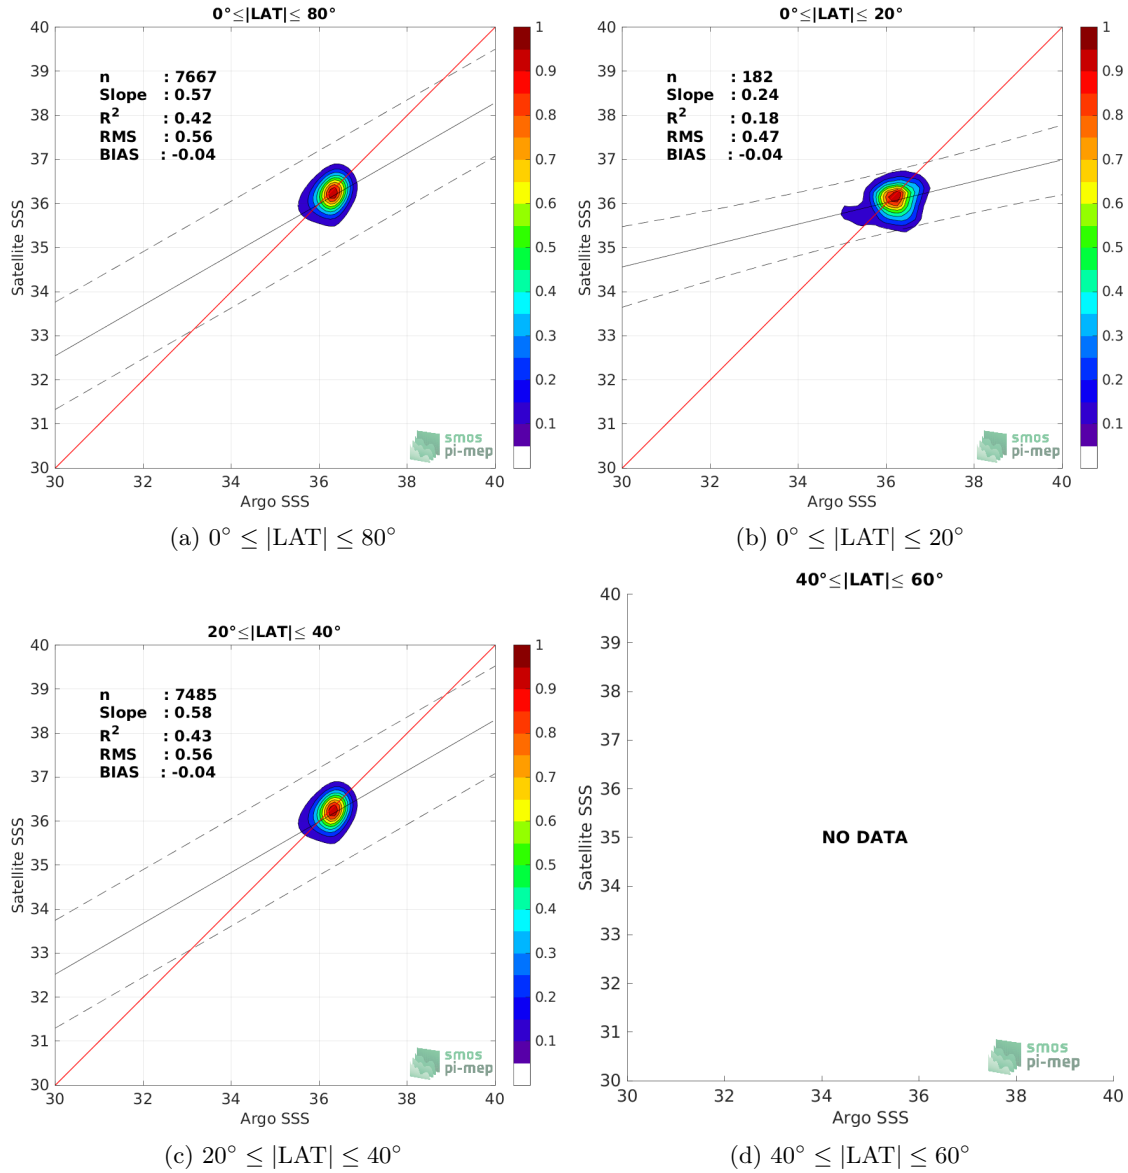 0°≤|LAT|≤ 80°
40
39
38
37
36
35
34
33
32
31
30
30
32
34
36
38
40
Satellite SSS
Argo SSS
n : 7667
Slope : 0.57
R² : 0.42
RMS : 0.56
BIAS : -0.04
1
0.9
0.8
0.7
0.6
0.5
0.4
0.3
0.2
0.1
smos
pi-mep
(a) 0° ≤ |LAT| ≤ 80°
0°≤|LAT|≤ 20°
40
39
38
37
36
35
34
33
32
31
30
30
32
34
36
38
40
Satellite SSS
Argo SSS
n : 182
Slope : 0.24
R² : 0.18
RMS : 0.47
BIAS : -0.04
1
0.9
0.8
0.7
0.6
0.5
0.4
0.3
0.2
0.1
smos
pi-mep
(b) 0° ≤ |LAT| ≤ 20°
20°≤|LAT|≤ 40°
40
39
38
37
36
35
34
33
32
31
30
30
32
34
36
38
40
Satellite SSS
Argo SSS
n : 7485
Slope : 0.58
R² : 0.43
RMS : 0.56
BIAS : -0.04
1
0.9
0.8
0.7
0.6
0.5
0.4
0.3
0.2
0.1
smos
pi-mep
(c) 20° ≤ |LAT| ≤ 40°
40°≤|LAT|≤ 60°
40
39
38
37
36
35
34
33
32
31
30
30
32
34
36
38
40
Satellite SSS
Argo SSS
NO DATA
smos
pi-mep
(d) 40° ≤ |LAT| ≤ 60°